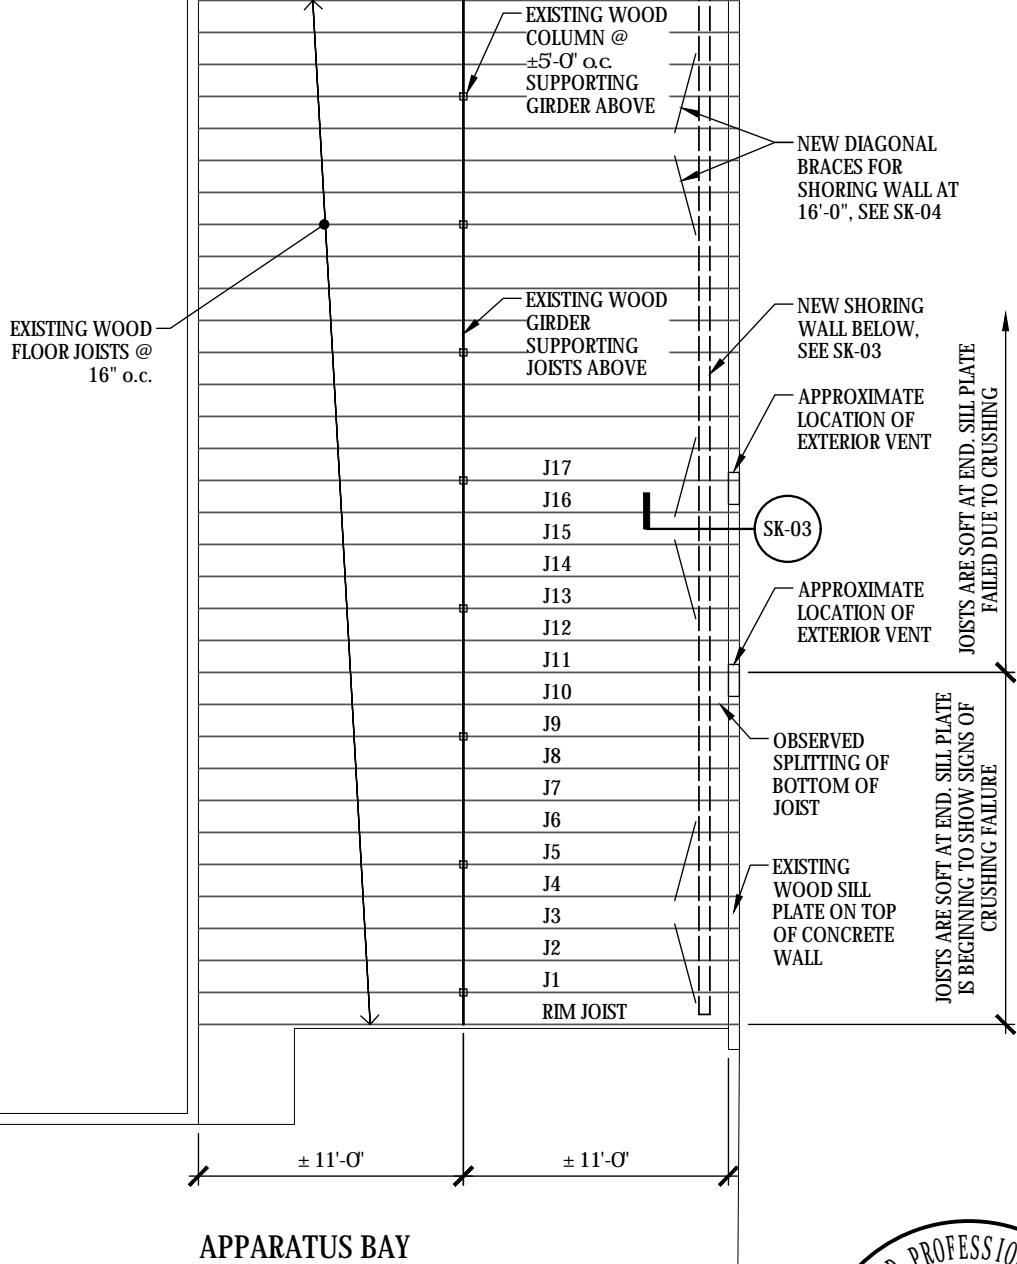 EXISTING WOOD
COLUMN @
±5'-0" o.c.
SUPPORTING
GIRDER ABOVE
NEW DIAGONAL
BRACES FOR
SHORING WALL AT
16'-0", SEE SK-04
EXISTING WOOD
FLOOR JOISTS @
16" o.c.
EXISTING WOOD
GIRDER
SUPPORTING
JOISTS ABOVE
NEW SHORING
WALL BELOW,
SEE SK-03
APPROXIMATE
LOCATION OF
EXTERIOR VENT
JOISTS ARE SOFT AT END. SILL PLATE
FAILED DUE TO CRUSHING
J17
J16
SK-03
J15
J14
J13
APPROXIMATE
LOCATION OF
EXTERIOR VENT
J12
J11
J10
J9
J8
J7
OBSERVED
SPLITTING OF
BOTTOM OF
JOIST
JOISTS ARE SOFT AT END. SILL PLATE
IS BEGINNING TO SHOW SIGNS OF
CRUSHING FAILURE
J6
J5
J4
J3
J2
J1
EXISTING
WOOD SILL
PLATE ON TOP
OF CONCRETE
WALL
RIM JOIST
± 11'-0"
± 11'-0"
APPARATUS BAY
PROFESSIO